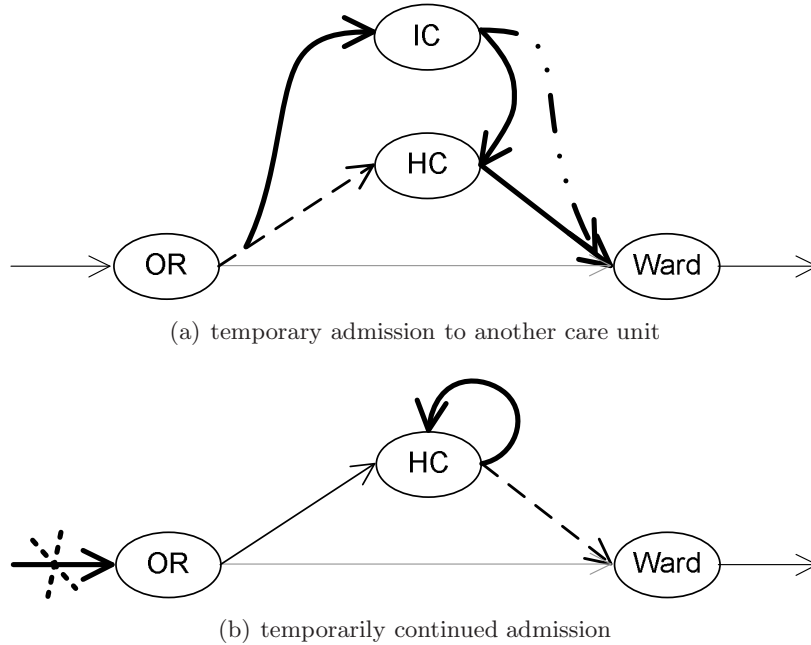 IC
HC
OR
Ward
(a) temporary admission to another care unit
HC
OR
Ward
(b) temporarily continued admission